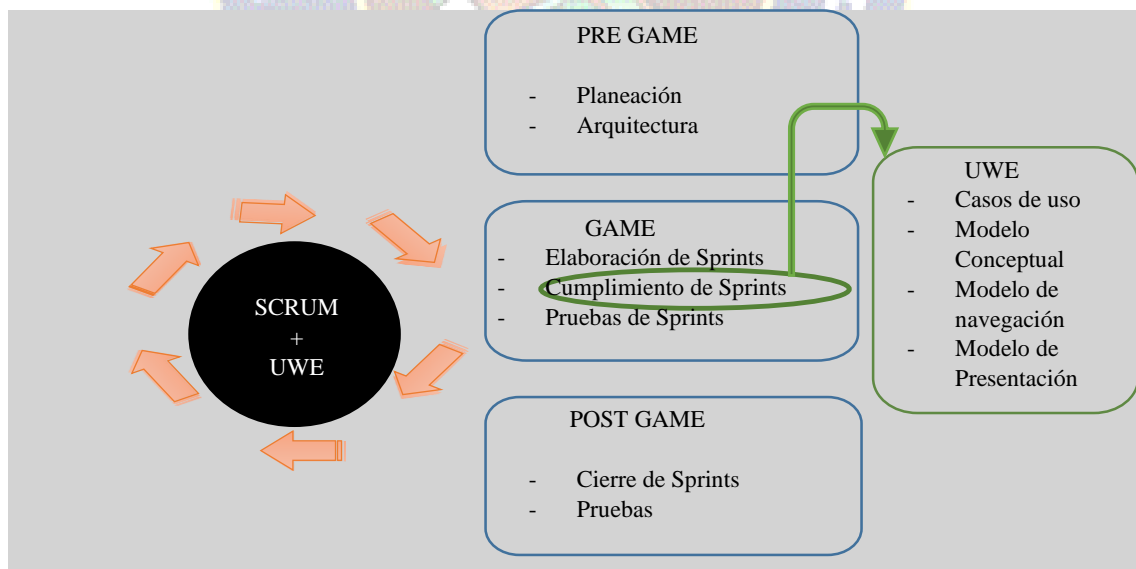 PRE GAME
- Planeación
- Arquitectura
SCRUM
+
UWE
GAME
- Elaboración de Sprints
- Cumplimiento de Sprints
- Pruebas de Sprints
POST GAME
- Cierre de Sprints
- Pruebas
UWE
- Casos de uso
- Modelo
Conceptual
- Modelo de
navegación
- Modelo de
Presentación